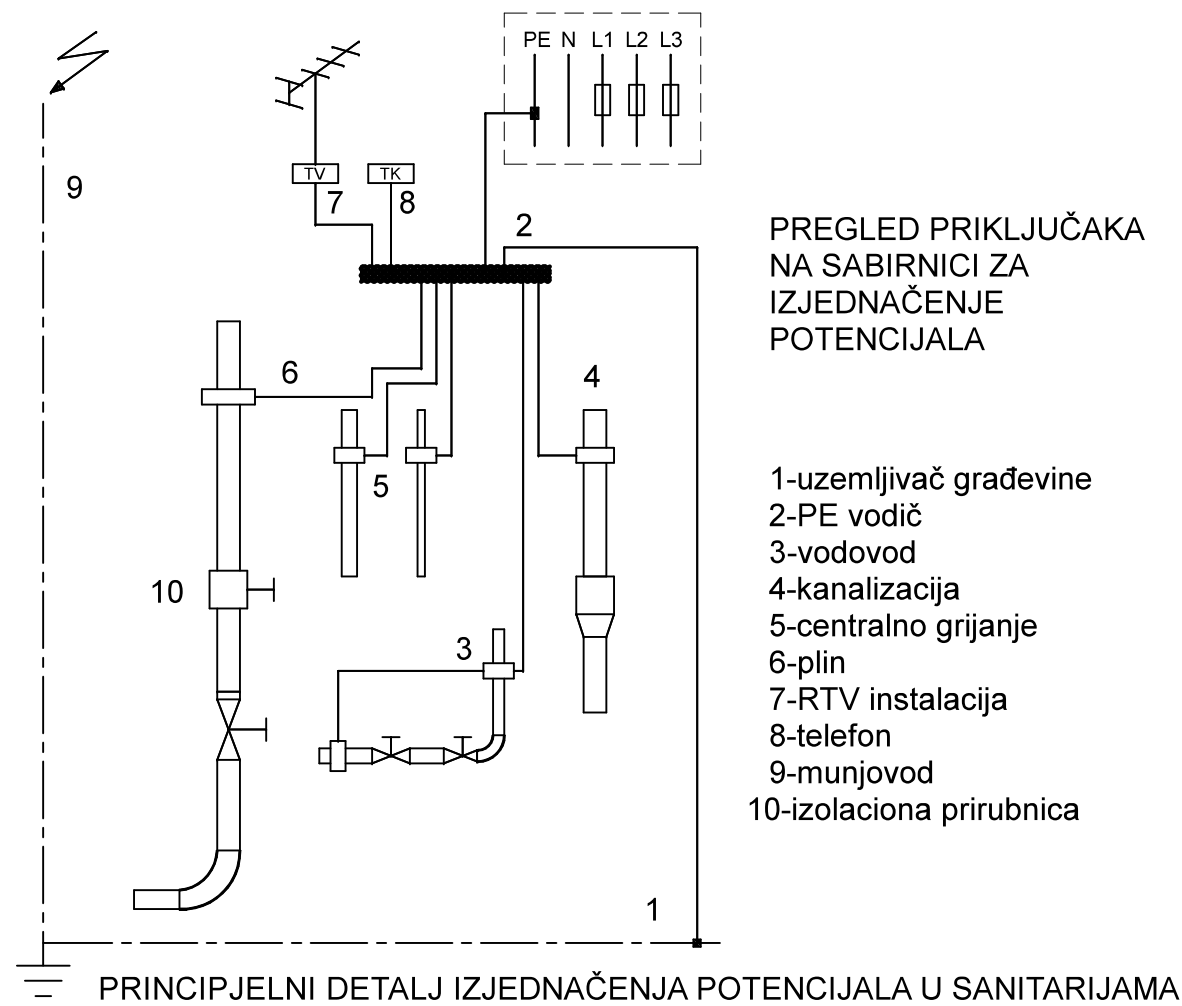 PE N L1 L2 L3
TV
TK
9
7
8
2
PREGLED PRIKLJUČAKA
NA SABIRNICI ZA
IZJEDNAČENJE
POTENCIJALA
6
4
5
10
3
1-uzemljivač građevine
2-PE vodič
3-vodovod
4-kanalizacija
5-centralno grijanje
6-plin
7-RTV instalacija
8-telefon
9-munjovod
10-izolaciona prirubnica
1
PRINCIPJELNI DETALJ IZJEDNAČENJA POTENCIJALA U SANITARIJAMA